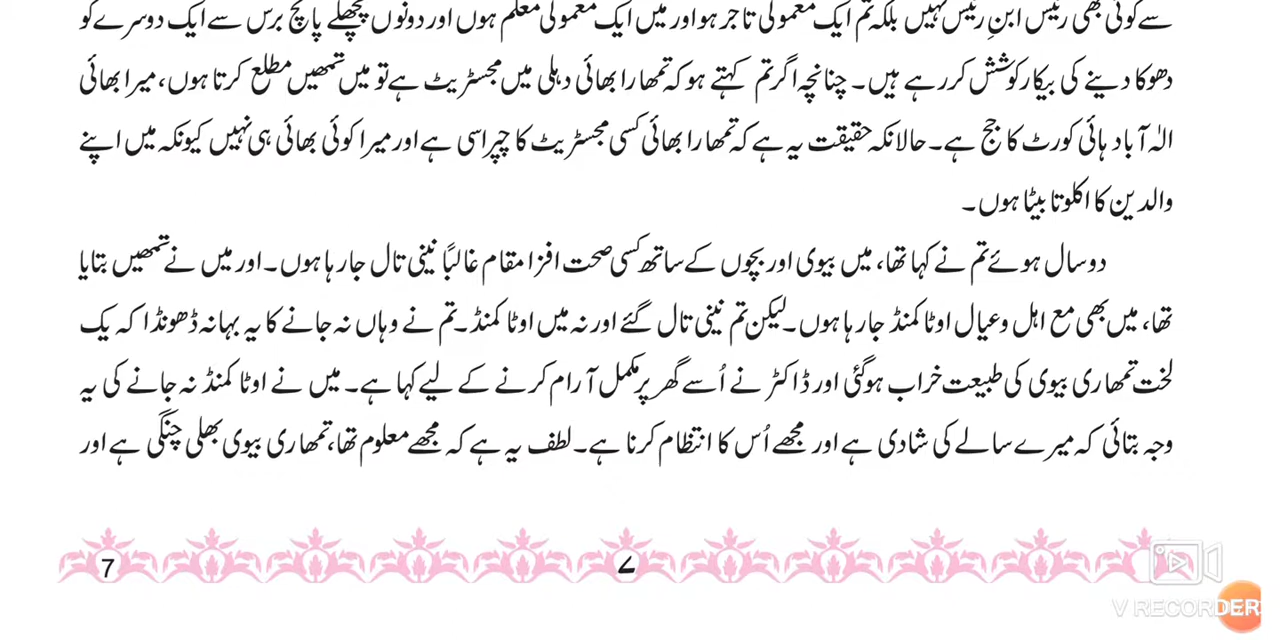 سے کوئی بھی رئیس ابنِ رئیس نہیں بلکہ تم ایک معمولی تاجر ہو اور میں ایک معمولی معلم ہوں اور دونوں پچھلے پانچ برس سے ایک دوسرے کو
دھوکا دینے کی بیکار کوشش کر رہے ہیں۔ چنانچہ اگر تم کہتے ہو کہ تمھارا بھائی دہلی میں مجسٹریٹ ہے تو میں تمھیں مطلع کرتا ہوں، میرا بھائی
الٰہ آباد ہائی کورٹ کا جج ہے۔ حالانکہ حقیقت یہ ہے کہ تمھارا بھائی کسی مجسٹریٹ کا چپراسی ہے اور میرا کوئی بھائی ہی نہیں کیونکہ میں اپنے
والدین کا اکلوتا بیٹا ہوں۔
دو سال ہوئے تم نے کہا تھا، میں بیوی اور بچوں کے ساتھ کسی صحت افزا مقام غالباً نینی تال جا رہا ہوں۔ اور میں نے تمھیں بتایا
تھا، میں بھی مع اہل و عیال اوٹا کمنڈ جا رہا ہوں۔ لیکن تم نینی تال گئے اور نہ میں اوٹا کمنڈ۔ تم نے وہاں نہ جانے کا یہ بہانہ ڈھونڈا کہ یک
لخت تمھاری بیوی کی طبیعت خراب ہو گئی اور ڈاکٹر نے اُسے گھر پر مکمل آرام کرنے کے لیے کہا ہے۔ میں نے اوٹا کمنڈ نہ جانے کی یہ
وجہ بتائی کہ میرے سالے کی شادی ہے اور مجھے اُس کا انتظام کرنا ہے۔ لطف یہ ہے کہ مجھے معلوم تھا، تمھاری بیوی بھلی چنگی ہے اور
7
۷
V RECORDER